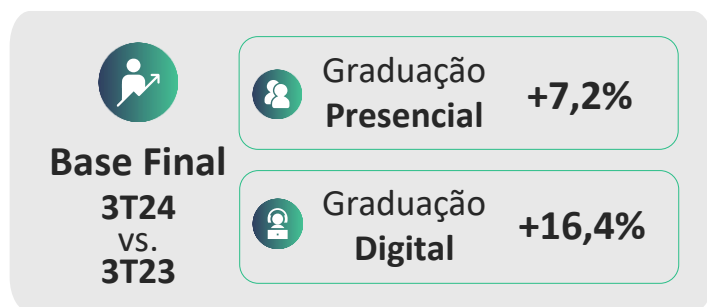 Base Final
3T24
vs.
3T23
Graduação
Presencial
+7,2%
Graduação
Digital
+16,4%